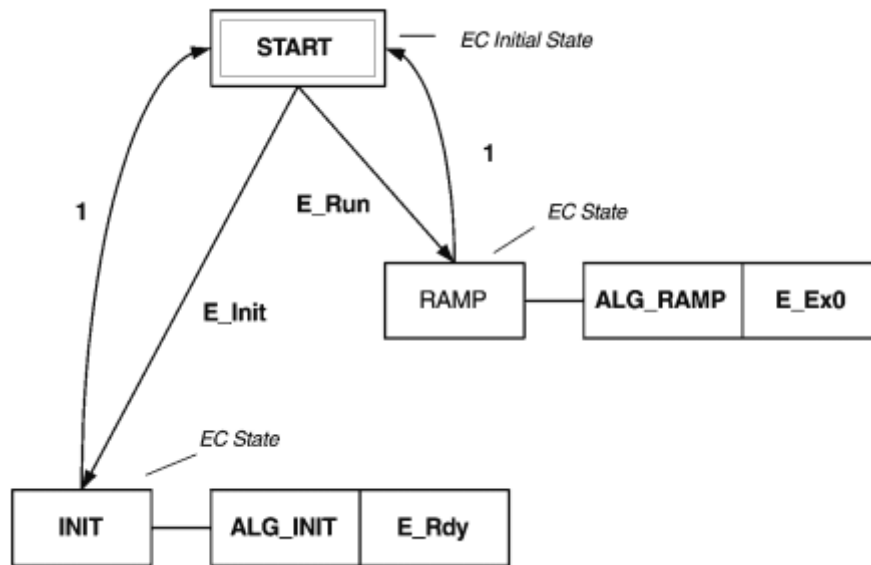 START
EC Initial State
1
1
E_Run
EC State
E_Init
RAMP
ALG_RAMP
E_Ex0
EC State
INIT
ALG_INIT
E_Rdy